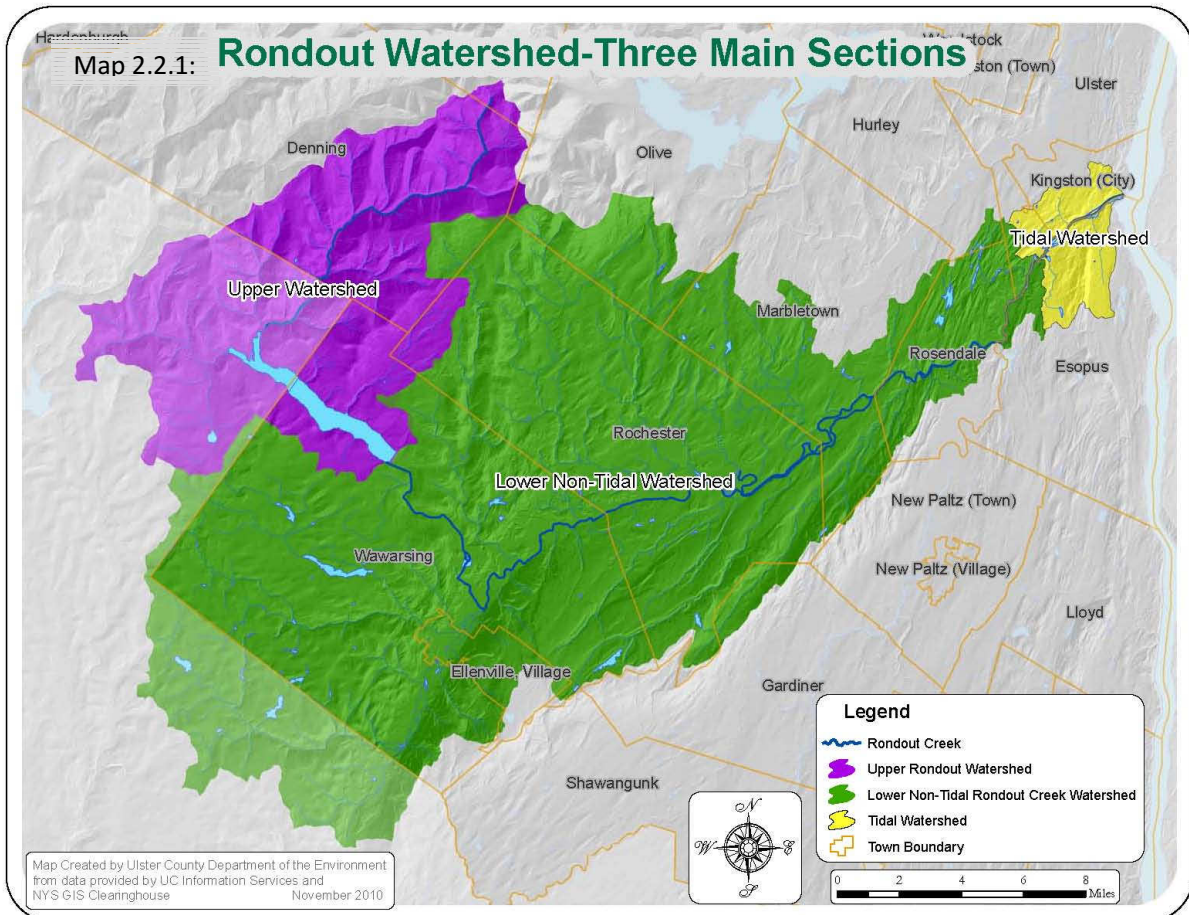 Map 2.2.1:
Rondout Watershed-Three Main Sections
Hardenburgh
Woodstock
Kingston (Town)
Ulster
Hurley
Denning
Olive
Kingston (City)
Tidal Watershed
Upper Watershed
Marbletown
Rosendale
Esopus
Rochester
Lower Non-Tidal Watershed
New Paltz (Town)
Wawarsing
New Paltz (Village)
Lloyd
Ellenville, Village
Gardiner
Shawangunk
Legend
Rondout Creek
Upper Rondout Watershed
Lower Non-Tidal Rondout Creek Watershed
Tidal Watershed
Town Boundary
N
W E
S
0 2 4 6 8
Miles
Map Created by Ulster County Department of the Environment
from data provided by UC Information Services and
NYS GIS Clearinghouse November 2010